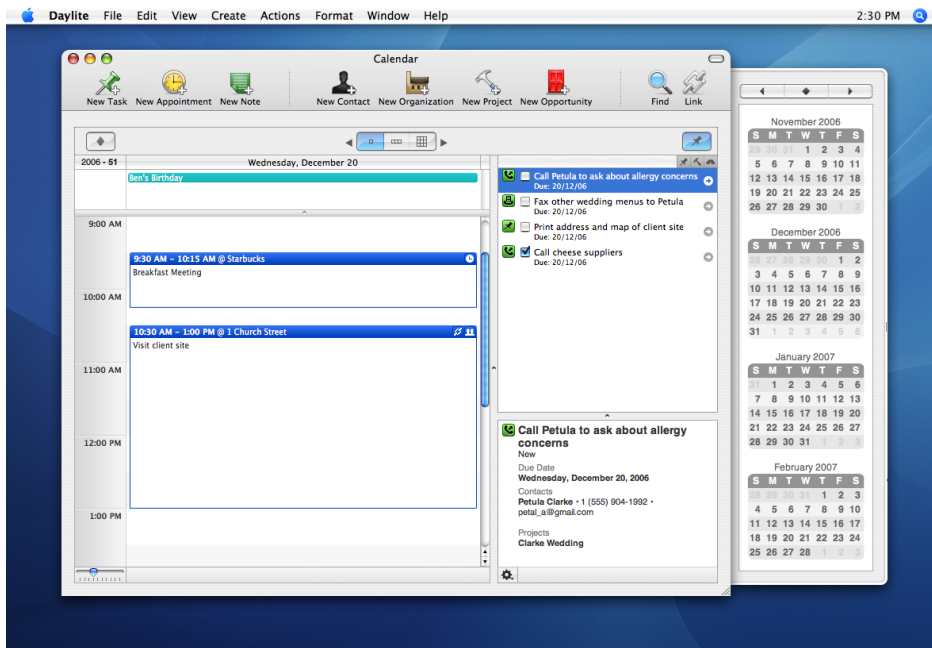 Daylite File Edit View Create Actions Format Window Help 2:30 PM
Calendar
New Task New Appointment New Note New Contact New Organization New Project New Opportunity Find Link
2006 - 51 Wednesday, December 20
Ben's Birthday
9:00 AM
9:30 AM – 10:15 AM @ Starbucks
Breakfast Meeting
10:00 AM
10:30 AM – 1:00 PM @ 1 Church Street
Visit client site
11:00 AM
12:00 PM
1:00 PM
Call Petula to ask about allergy concerns
Due: 20/12/06
Fax other wedding menus to Petula
Due: 20/12/06
Print address and map of client site
Due: 20/12/06
Call cheese suppliers
Due: 20/12/06
Call Petula to ask about allergy
concerns
New
Due Date
Wednesday, December 20, 2006
Contacts
Petula Clarke • 1 (555) 904-1992 •
petal_a@gmail.com
Projects
Clarke Wedding
November 2006
S M T W T F S
29 30 31 1 2 3 4
5 6 7 8 9 10 11
12 13 14 15 16 17 18
19 20 21 22 23 24 25
26 27 28 29 30 1 2
December 2006
S M T W T F S
26 27 28 29 30 1 2
3 4 5 6 7 8 9
10 11 12 13 14 15 16
17 18 19 20 21 22 23
24 25 26 27 28 29 30
31 1 2 3 4 5 6
January 2007
S M T W T F S
31 1 2 3 4 5 6
7 8 9 10 11 12 13
14 15 16 17 18 19 20
21 22 23 24 25 26 27
28 29 30 31 1 2 3
February 2007
S M T W T F S
28 29 30 31 1 2 3
4 5 6 7 8 9 10
11 12 13 14 15 16 17
18 19 20 21 22 23 24
25 26 27 28 1 2 3